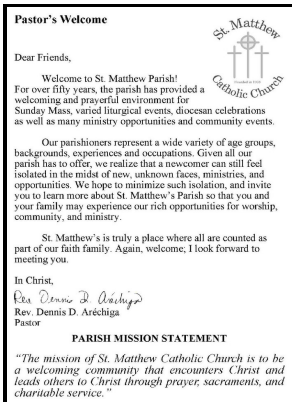 Pastor's Welcome
St. Matthew
Catholic Church
Dear Friends,
Welcome to St. Matthew Parish!
For over fifty years, the parish has provided a
welcoming and prayerful environment for
Sunday Mass, varied liturgical events, diocesan celebrations
as well as many ministry opportunities and community events.
Our parishioners represent a wide variety of age groups,
backgrounds, experiences and occupations. Given all our
parish has to offer, we realize that a newcomer can still feel
isolated in the midst of new, unknown faces, ministries, and
opportunities. We hope to minimize such isolation, and invite
you to learn more about St. Matthew's Parish so that you and
your family may experience our rich opportunities for worship,
community, and ministry.
St. Matthew's is truly a place where all are counted as
part of our faith family. Again, welcome; I look forward to
meeting you.
In Christ,
Rev Dennis D. Aréchiga
Rev. Dennis D. Aréchiga
Pastor
PARISH MISSION STATEMENT
"The mission of St. Matthew Catholic Church is to be
a welcoming community that encounters Christ and
leads others to Christ through prayer, sacraments, and
charitable service."